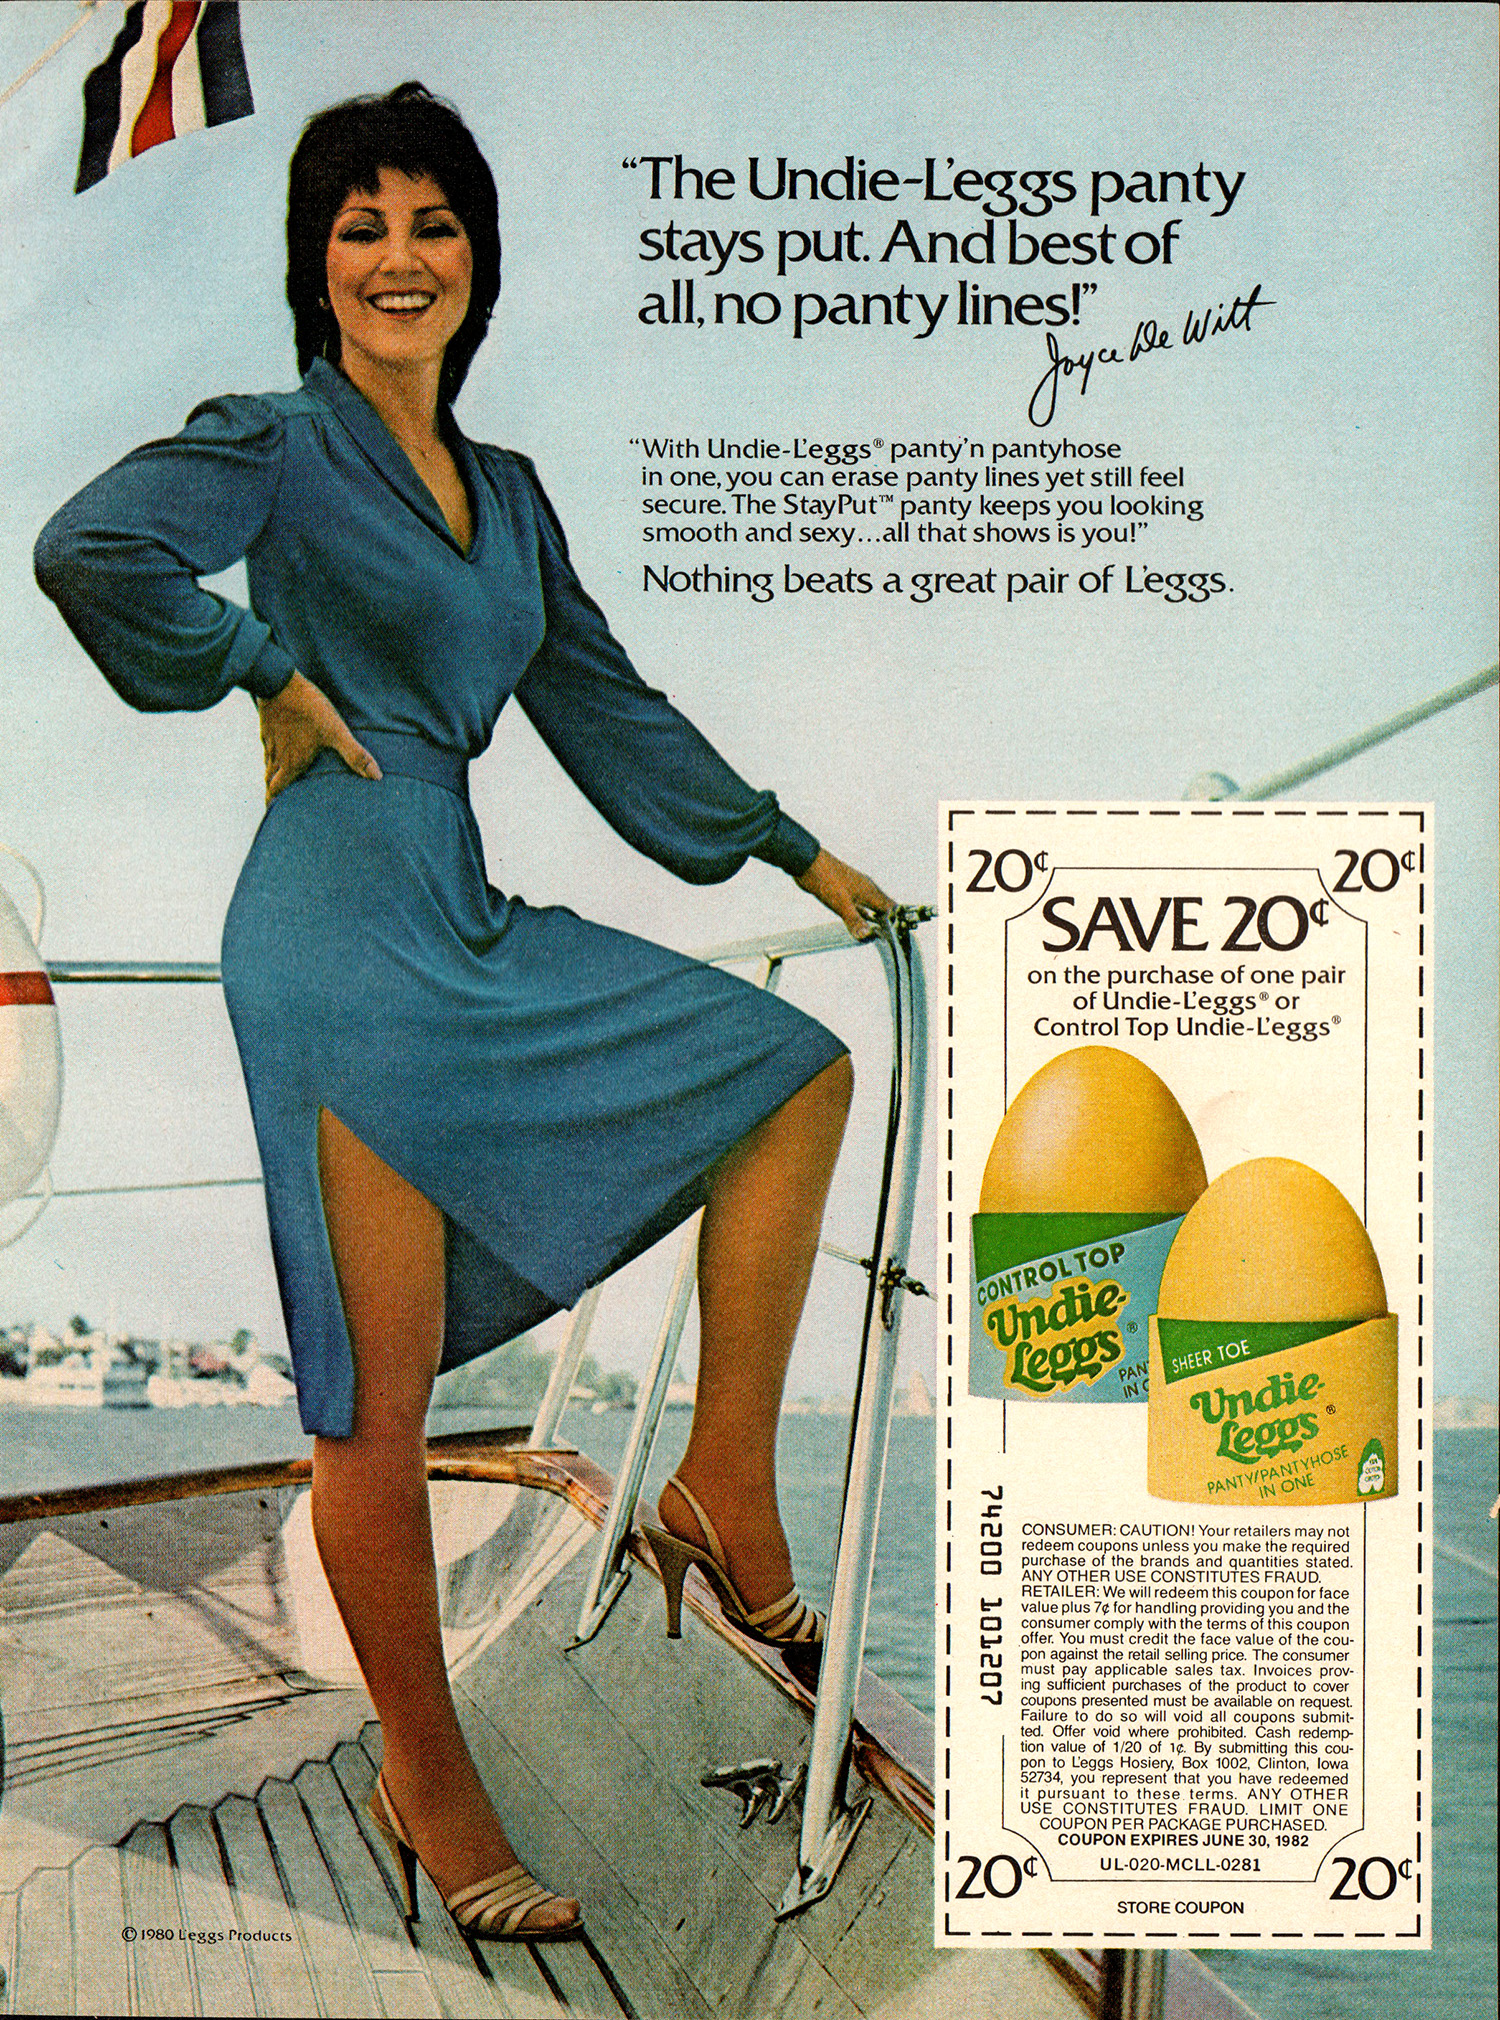 “The Undie-L'eggs panty
stays put. And best of
all, no panty lines!”
Joyce De Witt
“With Undie-L'eggs® panty'n pantyhose
in one, you can erase panty lines yet still feel
secure. The StayPut™ panty keeps you looking
smooth and sexy...all that shows is you!”
Nothing beats a great pair of L'eggs.
20¢ 20¢
SAVE 20¢
on the purchase of one pair
of Undie-L'eggs® or
Control Top Undie-L'eggs®
CONTROL TOP
Undie-
Leggs®
PAN
IN
SHEER TOE
Undie-
Leggs®
PANTY/PANTYHOSE
IN ONE
74200 101207
CONSUMER: CAUTION! Your retailers may not
redeem coupons unless you make the required
purchase of the brands and quantities stated.
ANY OTHER USE CONSTITUTES FRAUD.
RETAILER: We will redeem this coupon for face
value plus 7¢ for handling providing you and the
consumer comply with the terms of this coupon
offer. You must credit the face value of the cou-
pon against the retail selling price. The consumer
must pay applicable sales tax. Invoices prov-
ing sufficient purchases of the product to cover
coupons presented must be available on request.
Failure to do so will void all coupons submit-
ted. Offer void where prohibited. Cash redemp-
tion value of 1/20 of 1¢. By submitting this cou-
pon to L'eggs Hosiery, Box 1002, Clinton, Iowa
52734, you represent that you have redeemed
it pursuant to these terms. ANY OTHER
USE CONSTITUTES FRAUD. LIMIT ONE
COUPON PER PACKAGE PURCHASED.
COUPON EXPIRES JUNE 30, 1982
20¢ UL-020-MCLL-0281 20¢
STORE COUPON
© 1980 L'eggs Products